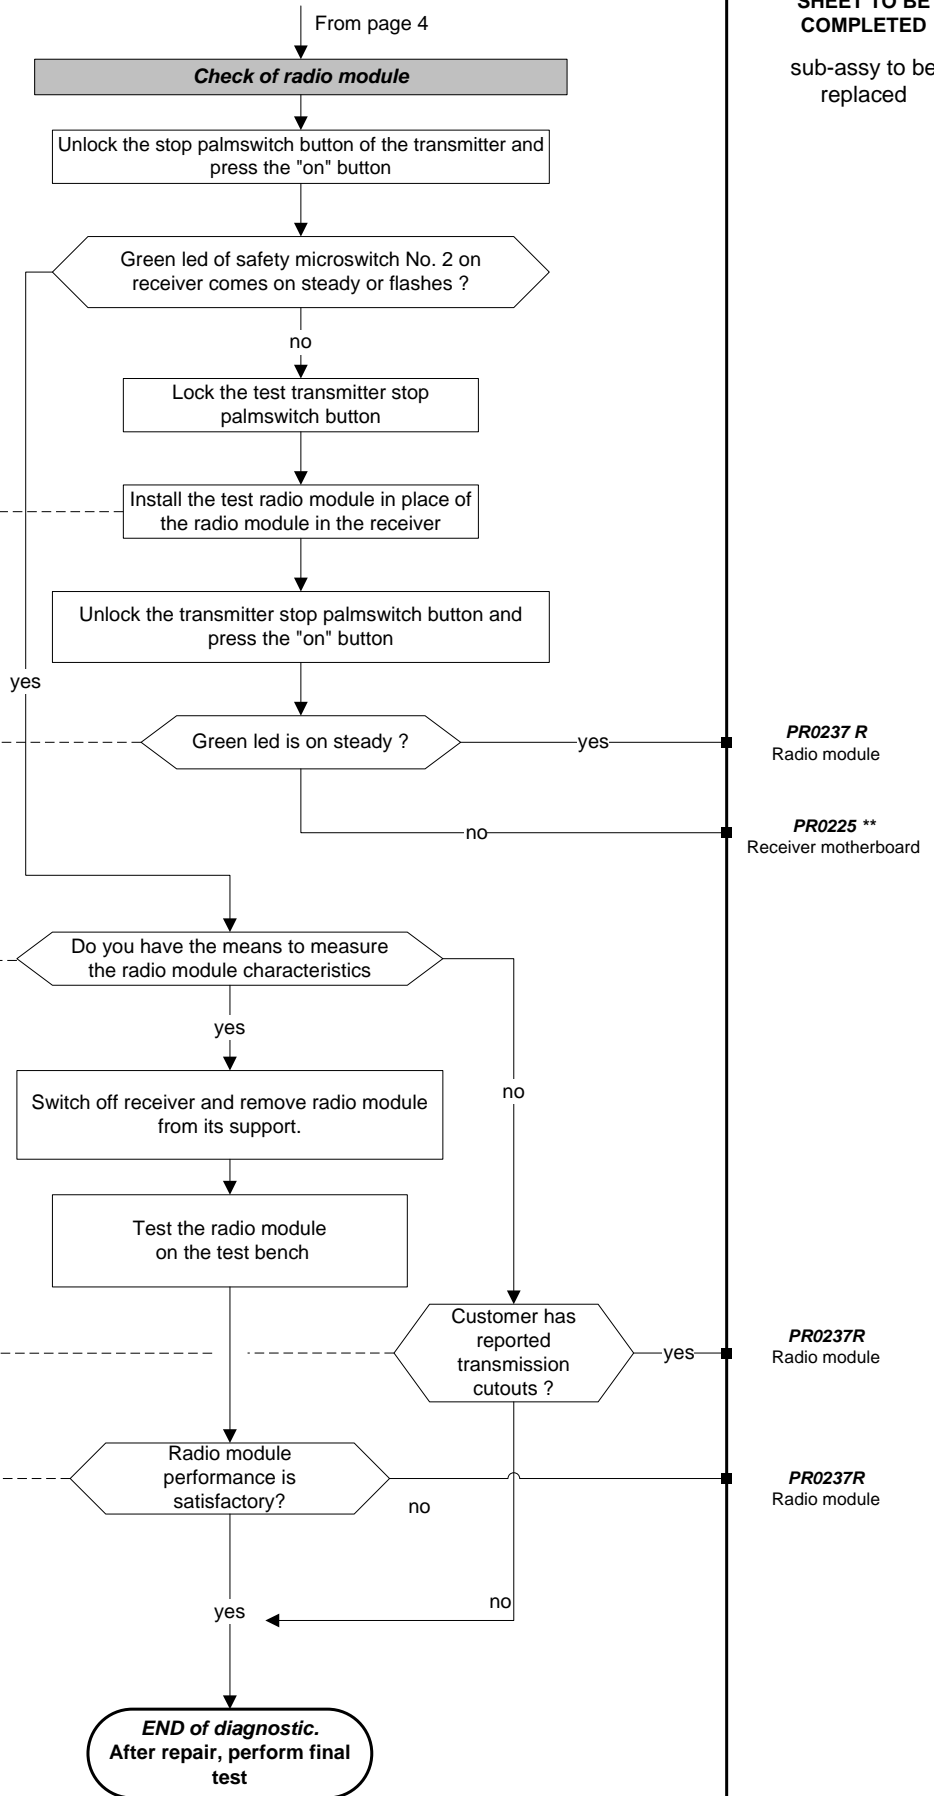 From page 4
SHEET TO BE
COMPLETED
sub-assy to be
replaced
Check of radio module
Unlock the stop palmswitch button of the transmitter and
press the "on" button
Green led of safety microswitch No. 2 on
receiver comes on steady or flashes ?
no
Lock the test transmitter stop
palmswitch button
Install the test radio module in place of
the radio module in the receiver
Unlock the transmitter stop palmswitch button and
press the "on" button
yes
Green led is on steady ?
yes
PR0237 R
Radio module
no
PR0225 **
Receiver motherboard
Do you have the means to measure
the radio module characteristics
yes
no
Switch off receiver and remove radio module
from its support.
Test the radio module
on the test bench
Customer has
reported
transmission
cutouts ?
yes
PR0237R
Radio module
Radio module
performance is
satisfactory?
no
PR0237R
Radio module
no
yes
END of diagnostic.
After repair, perform final
test